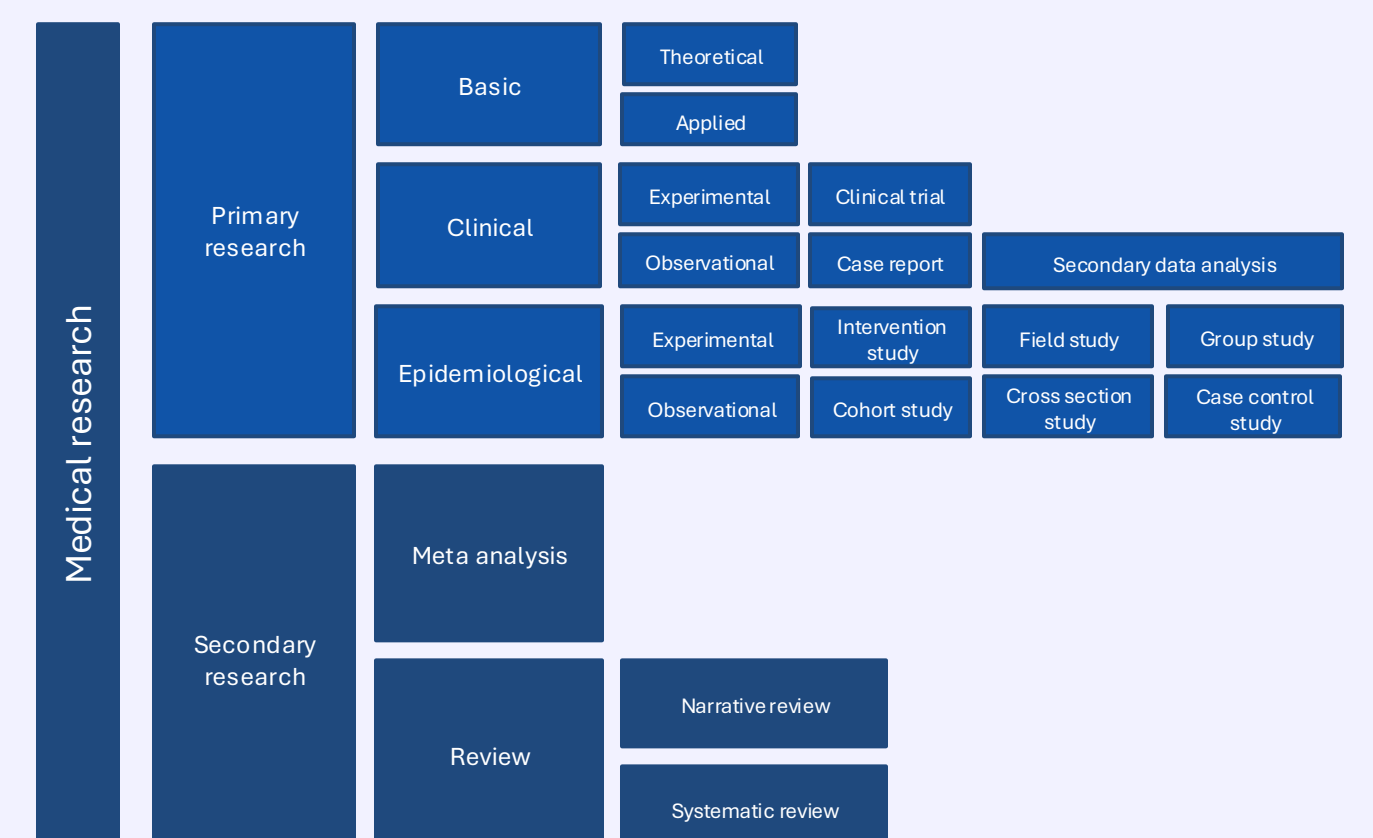 Medical research
Primary
research
Basic
Theoretical
Applied
Clinical
Experimental
Clinical trial
Observational
Case report
Secondary data analysis
Epidemiological
Experimental
Intervention
study
Field study
Group study
Observational
Cohort study
Cross section
study
Case control
study
Secondary
research
Meta analysis
Review
Narrative review
Systematic review